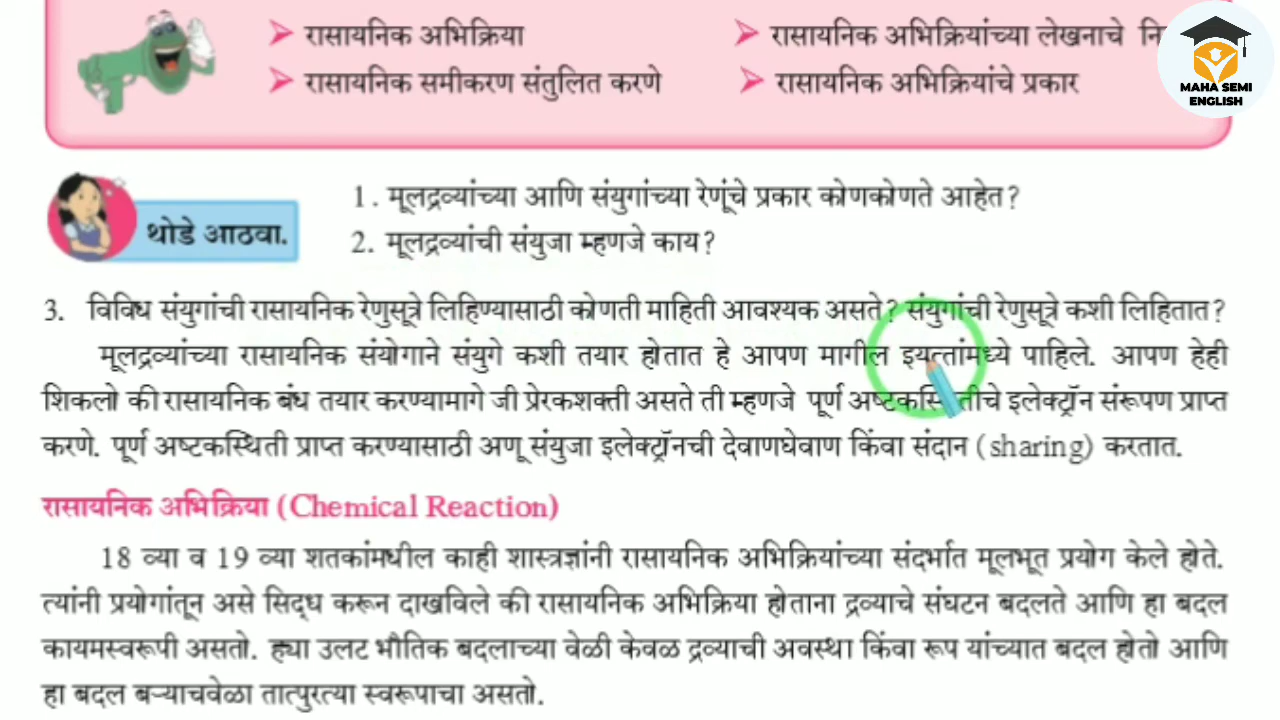 रासायनिक अभिक्रिया
रासायनिक अभिक्रियांच्या लेखनाचे
रासायनिक समीकरण संतुलित करणे
रासायनिक अभिक्रियांचे प्रकार
MAHA SEMI
ENGLISH
थोडे आठवा.
1. मूलद्रव्यांच्या आणि संयुगांच्या रेणूंचे प्रकार कोणकोणते आहेत?
2. मूलद्रव्यांची संयुजा म्हणजे काय?
3. विविध संयुगांची रासायनिक रेणुसूत्रे लिहिण्यासाठी कोणती माहिती आवश्यक असते? संयुगांची रेणुसूत्रे कशी लिहितात?
मूलद्रव्यांच्या रासायनिक संयोगाने संयुगे कशी तयार होतात हे आपण मागील इयत्तांमध्ये पाहिले. आपण हेही
शिकलो की रासायनिक बंध तयार करण्यामागे जी प्रेरकशक्ती असते ती म्हणजे पूर्ण अष्टकस्थितीचे इलेक्ट्रॉन संरूपण प्राप्त
करणे. पूर्ण अष्टकस्थिती प्राप्त करण्यासाठी अणू संयुजा इलेक्ट्रॉनची देवाणघेवाण किंवा संदान (sharing) करतात.
रासायनिक अभिक्रिया (Chemical Reaction)
18 व्या व 19 व्या शतकांमधील काही शास्त्रज्ञांनी रासायनिक अभिक्रियांच्या संदर्भात मूलभूत प्रयोग केले होते.
त्यांनी प्रयोगांतून असे सिद्ध करून दाखविले की रासायनिक अभिक्रिया होताना द्रव्याचे संघटन बदलते आणि हा बदल
कायमस्वरूपी असतो. ह्या उलट भौतिक बदलाच्या वेळी केवळ द्रव्याची अवस्था किंवा रूप यांच्यात बदल होतो आणि
हा बदल बऱ्याचवेळा तात्पुरत्या स्वरूपाचा असतो.